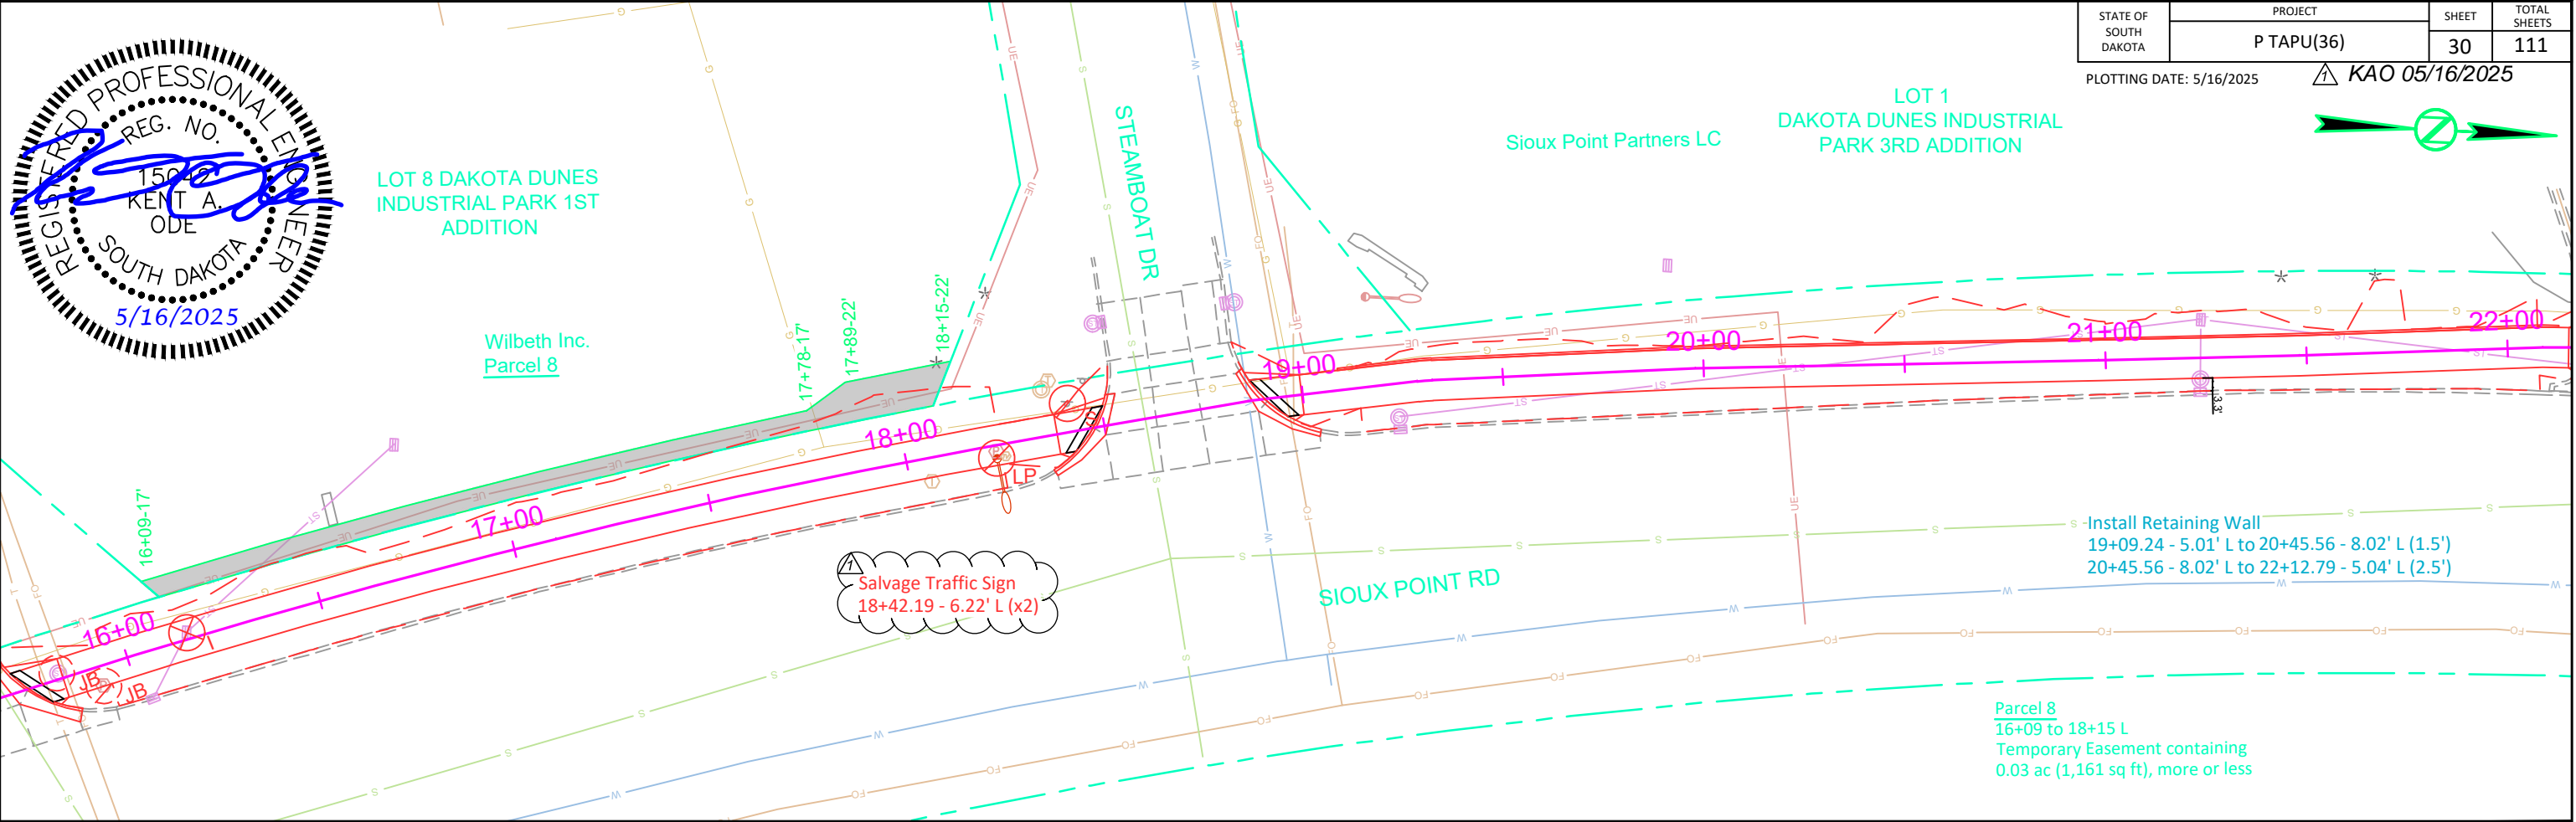 STATE OF
SOUTH
DAKOTA
PROJECT
P TAPU(36)
SHEET
30
TOTAL
SHEETS
111
PLOTTING DATE: 5/16/2025
1 KAO 05/16/2025
REGISTERED PROFESSIONAL ENGINEER
REG. NO.
KENT A.
ODE
SOUTH DAKOTA
5/16/2025
LOT 8 DAKOTA DUNES
INDUSTRIAL PARK 1ST
ADDITION
Wilbeth Inc.
Parcel 8
STEAMBOAT DR
Sioux Point Partners LC
LOT 1
DAKOTA DUNES INDUSTRIAL
PARK 3RD ADDITION
16+09-17'
17+78-17'
17+89-22'
18+15-22'
16+00
17+00
18+00
19+00
20+00
21+00
22+00
JB
JB
I
LP
3.3'
1
Salvage Traffic Sign
18+42.19 - 6.22' L (x2)
SIOUX POINT RD
Install Retaining Wall
19+09.24 - 5.01' L to 20+45.56 - 8.02' L (1.5')
20+45.56 - 8.02' L to 22+12.79 - 5.04' L (2.5')
Parcel 8
16+09 to 18+15 L
Temporary Easement containing
0.03 ac (1,161 sq ft), more or less